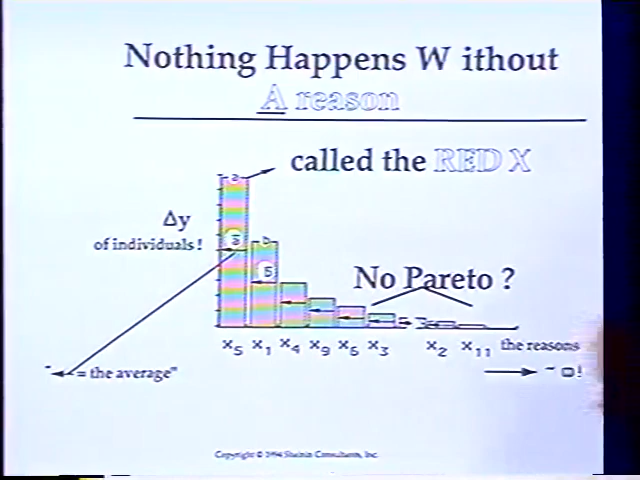 Nothing Happens W ithout
A reason
called the RED X
Δy
of individuals!
No Pareto ?
X5 X1 X4 X9 X6 X3 X2 X11 the reasons
= the average"
Copyright © 1994 Shainin Consultants, Inc.